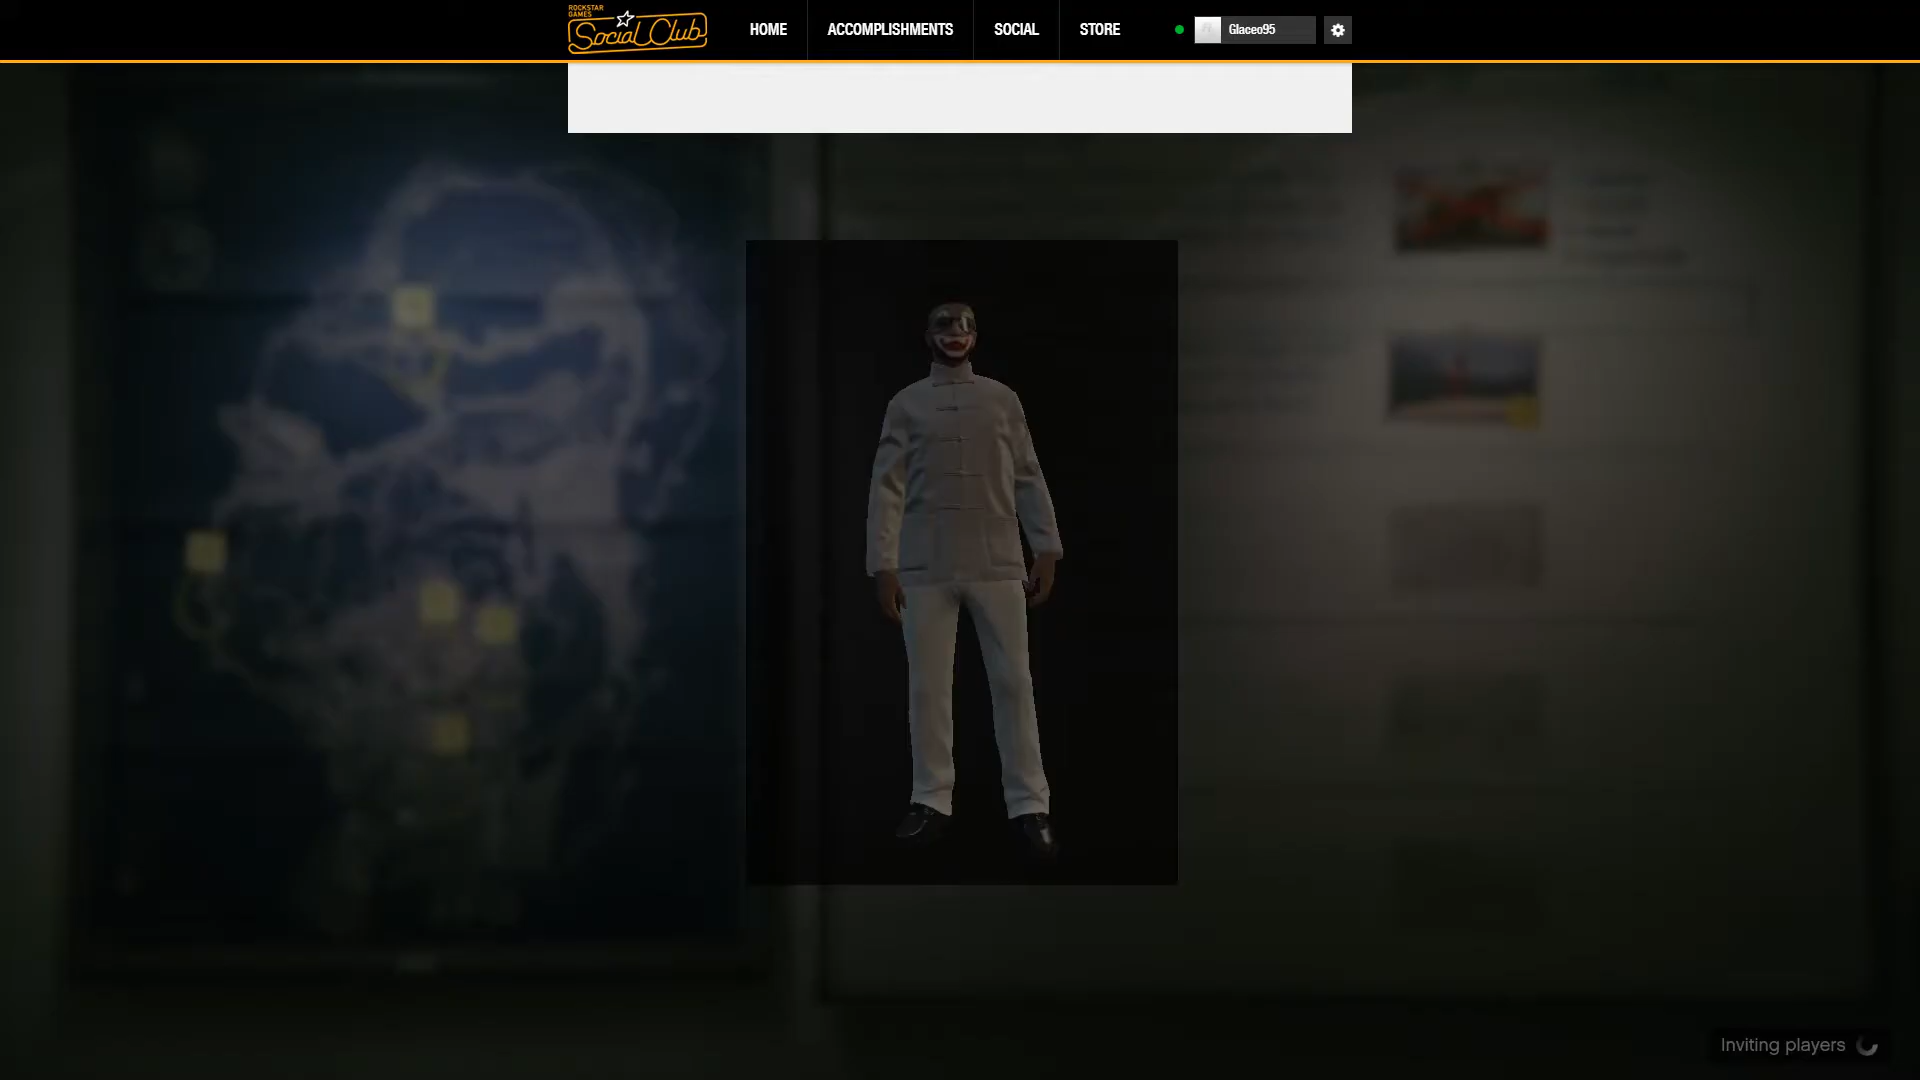 ROCKSTAR
GAMES
Social Club
HOME
ACCOMPLISHMENTS
SOCIAL
STORE
Glaceo95
Inviting players